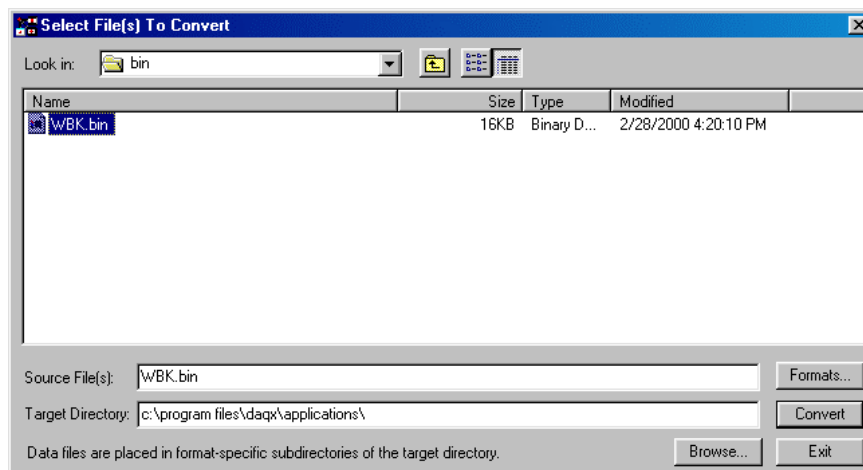 Select File(s) To Convert
Look in: bin
Name Size Type Modified
WBK.bin 16KB Binary D... 2/28/2000 4:20:10 PM
Source File(s): WBK.bin Formats...
Target Directory: c:\program files\daqx\applications\ Convert
Data files are placed in format-specific subdirectories of the target directory. Browse... Exit